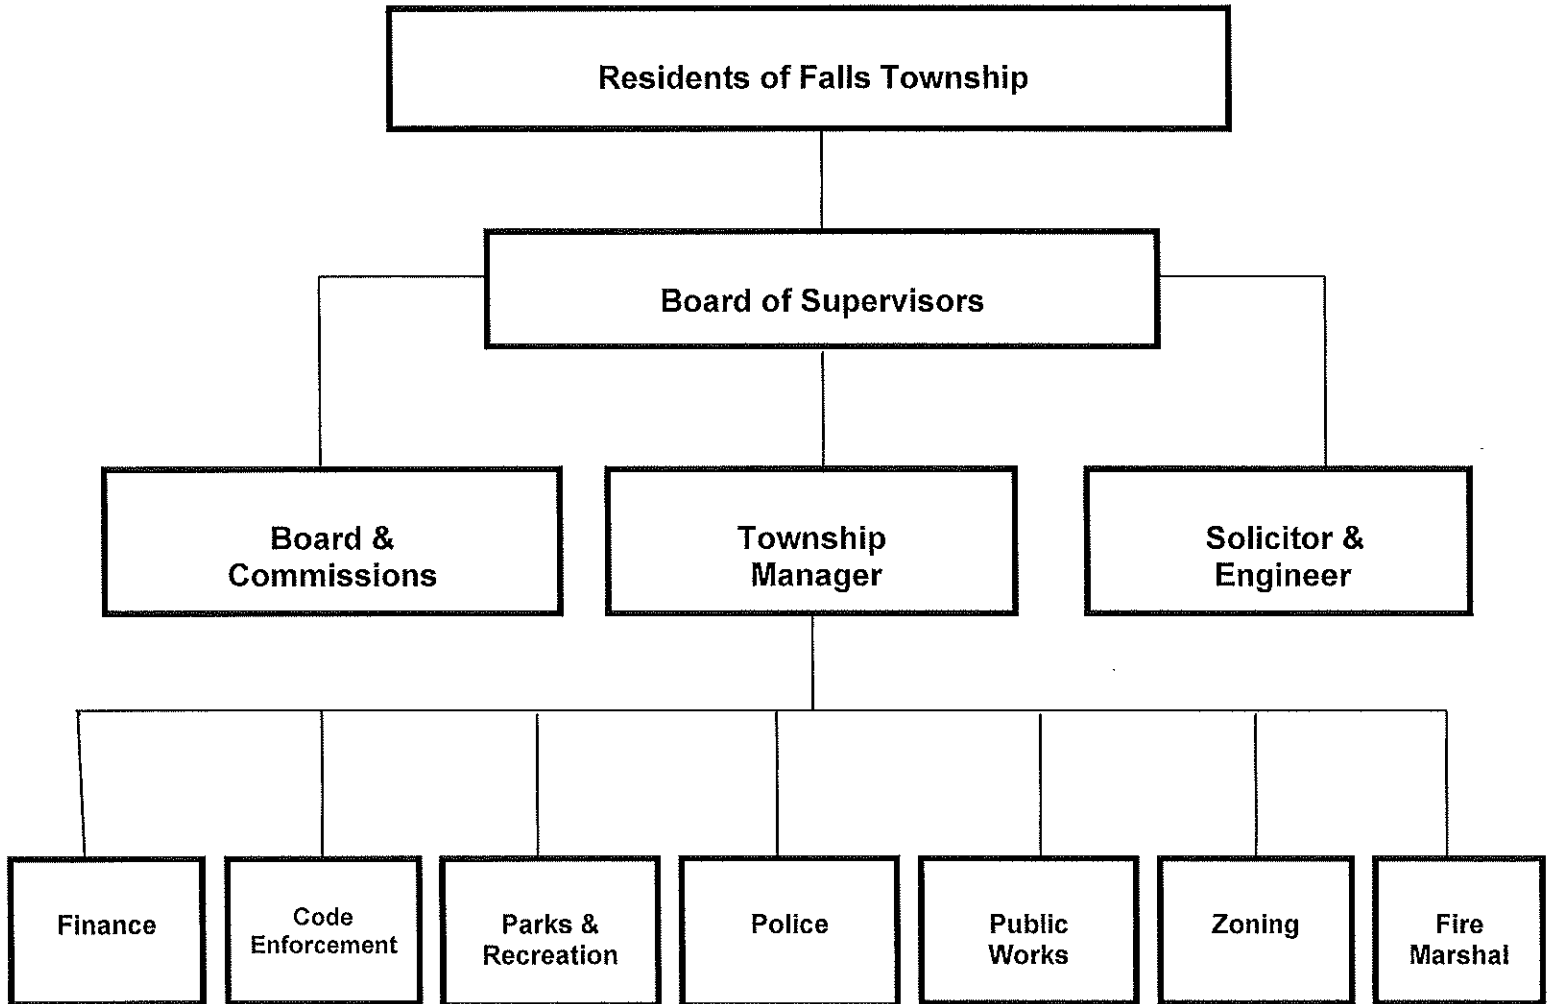 Residents of Falls Township
Board of Supervisors
Board &
Commissions
Township
Manager
Solicitor &
Engineer
Finance
Code
Enforcement
Parks &
Recreation
Police
Public
Works
Zoning
Fire
Marshal